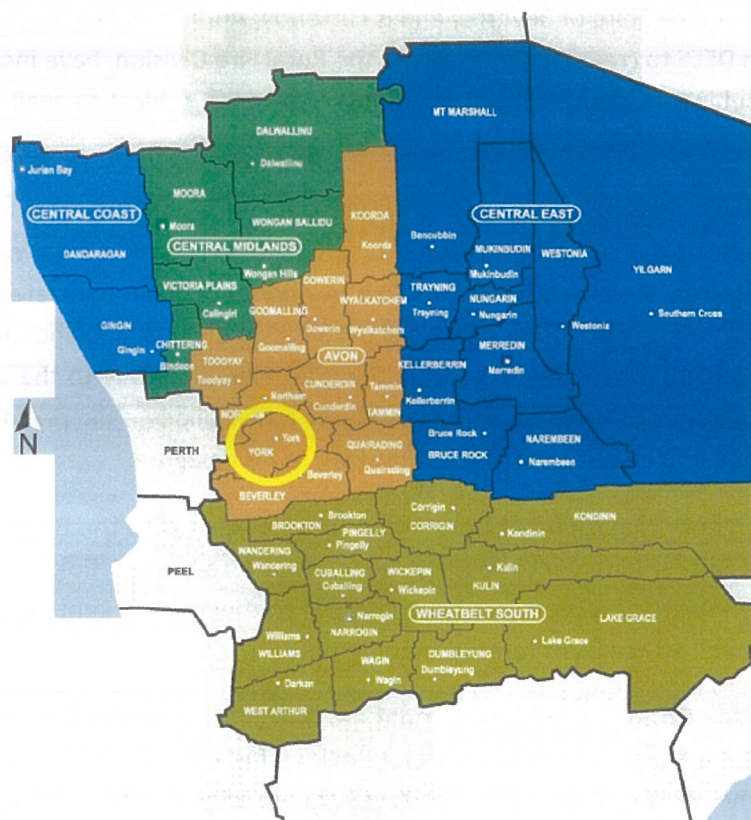 DALWALLINU
Dalwallinu
MT MARSHALL
Jurien Bay
MOORA
Moora
CENTRAL COAST
DANDARAGAN
CENTRAL MIDLANDS
WONGAN BALLIDU
Wongan Hills
KOORDA
Koorda
Bencubbin
CENTRAL EAST
MUKINBUDIN
Mukinbudin
WESTONIA
Westonia
YILGARN
Southern Cross
VICTORIA PLAINS
Calingiri
GOOMALLING
Goomalling
DOWERIN
Dowerin
WYALKATCHEM
Wyalkatchem
TRAYNING
Trayning
NUNGARIN
Nungarin
GINGIN
Gingin
CHITTERING
Bindoon
TOODYAY
Toodyay
AVON
MERREDIN
Merredin
KELLERBERRIN
Kellerberrin
CUNDERDIN
Cunderdin
Tammin
TAMMIN
Northam
NORTHAM
N
PERTH
York
YORK
QUAIRADING
Quairading
Bruce Rock
BRUCE ROCK
NAREMBEEN
Narembeen
Beverley
BEVERLEY
Brookton
BROOKTON
Corrigin
CORRIGIN
KONDININ
Kondinin
PINGELLY
Pingelly
WANDERING
Wandering
PEEL
CUBALLING
Cuballing
WICKEPIN
Wickepin
Kulin
KULIN
WHEATBELT SOUTH
LAKE GRACE
Lake Grace
Narrogin
NARROGIN
Williams
WILLIAMS
WAGIN
Wagin
DUMBLEYUNG
Dumbleyung
Darkan
WEST ARTHUR